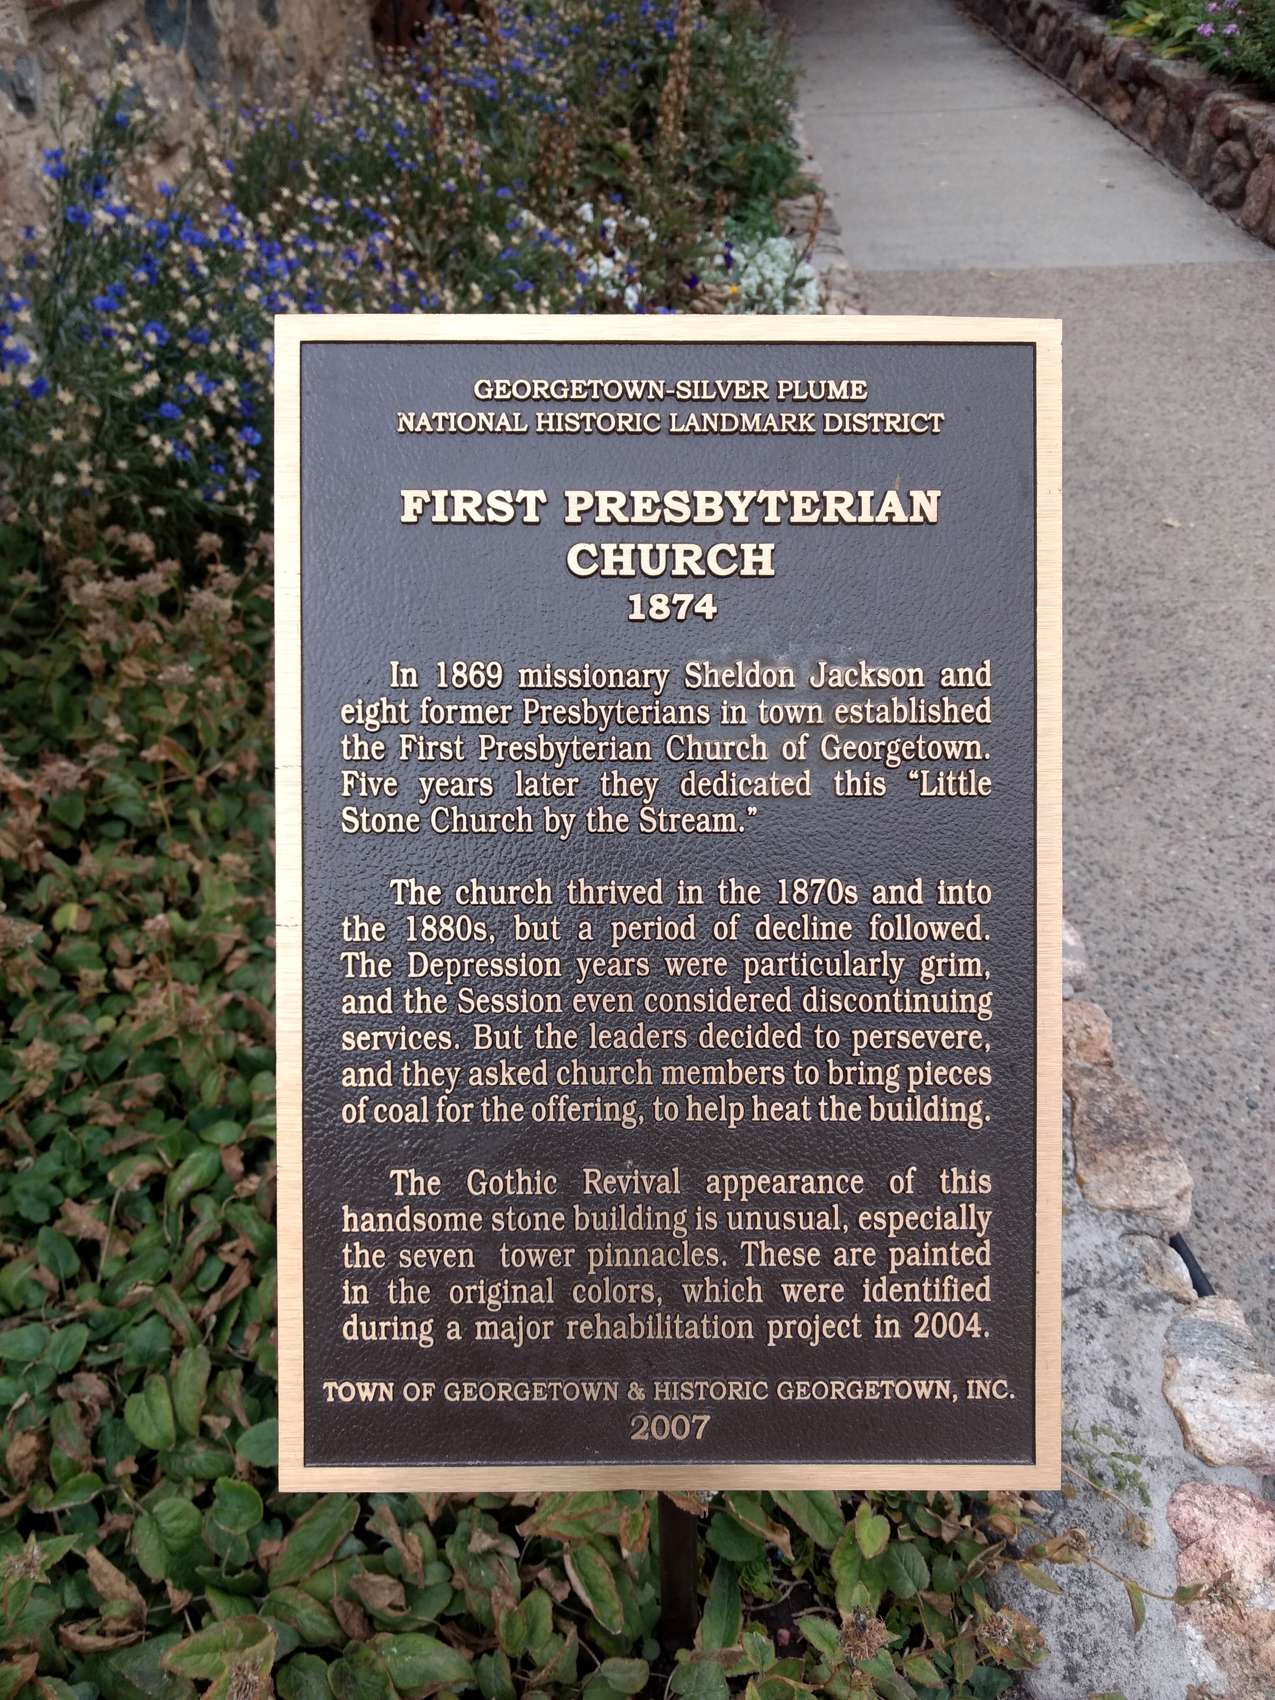 GEORGETOWN-SILVER PLUME
NATIONAL HISTORIC LANDMARK DISTRICT
FIRST PRESBYTERIAN
CHURCH
1874
In 1869 missionary Sheldon Jackson and
eight former Presbyterians in town established
the First Presbyterian Church of Georgetown.
Five years later they dedicated this “Little
Stone Church by the Stream.”
The church thrived in the 1870s and into
the 1880s, but a period of decline followed.
The Depression years were particularly grim,
and the Session even considered discontinuing
services. But the leaders decided to persevere,
and they asked church members to bring pieces
of coal for the offering, to help heat the building.
The Gothic Revival appearance of this
handsome stone building is unusual, especially
the seven tower pinnacles. These are painted
in the original colors, which were identified
during a major rehabilitation project in 2004.
TOWN OF GEORGETOWN & HISTORIC GEORGETOWN, INC.
2007